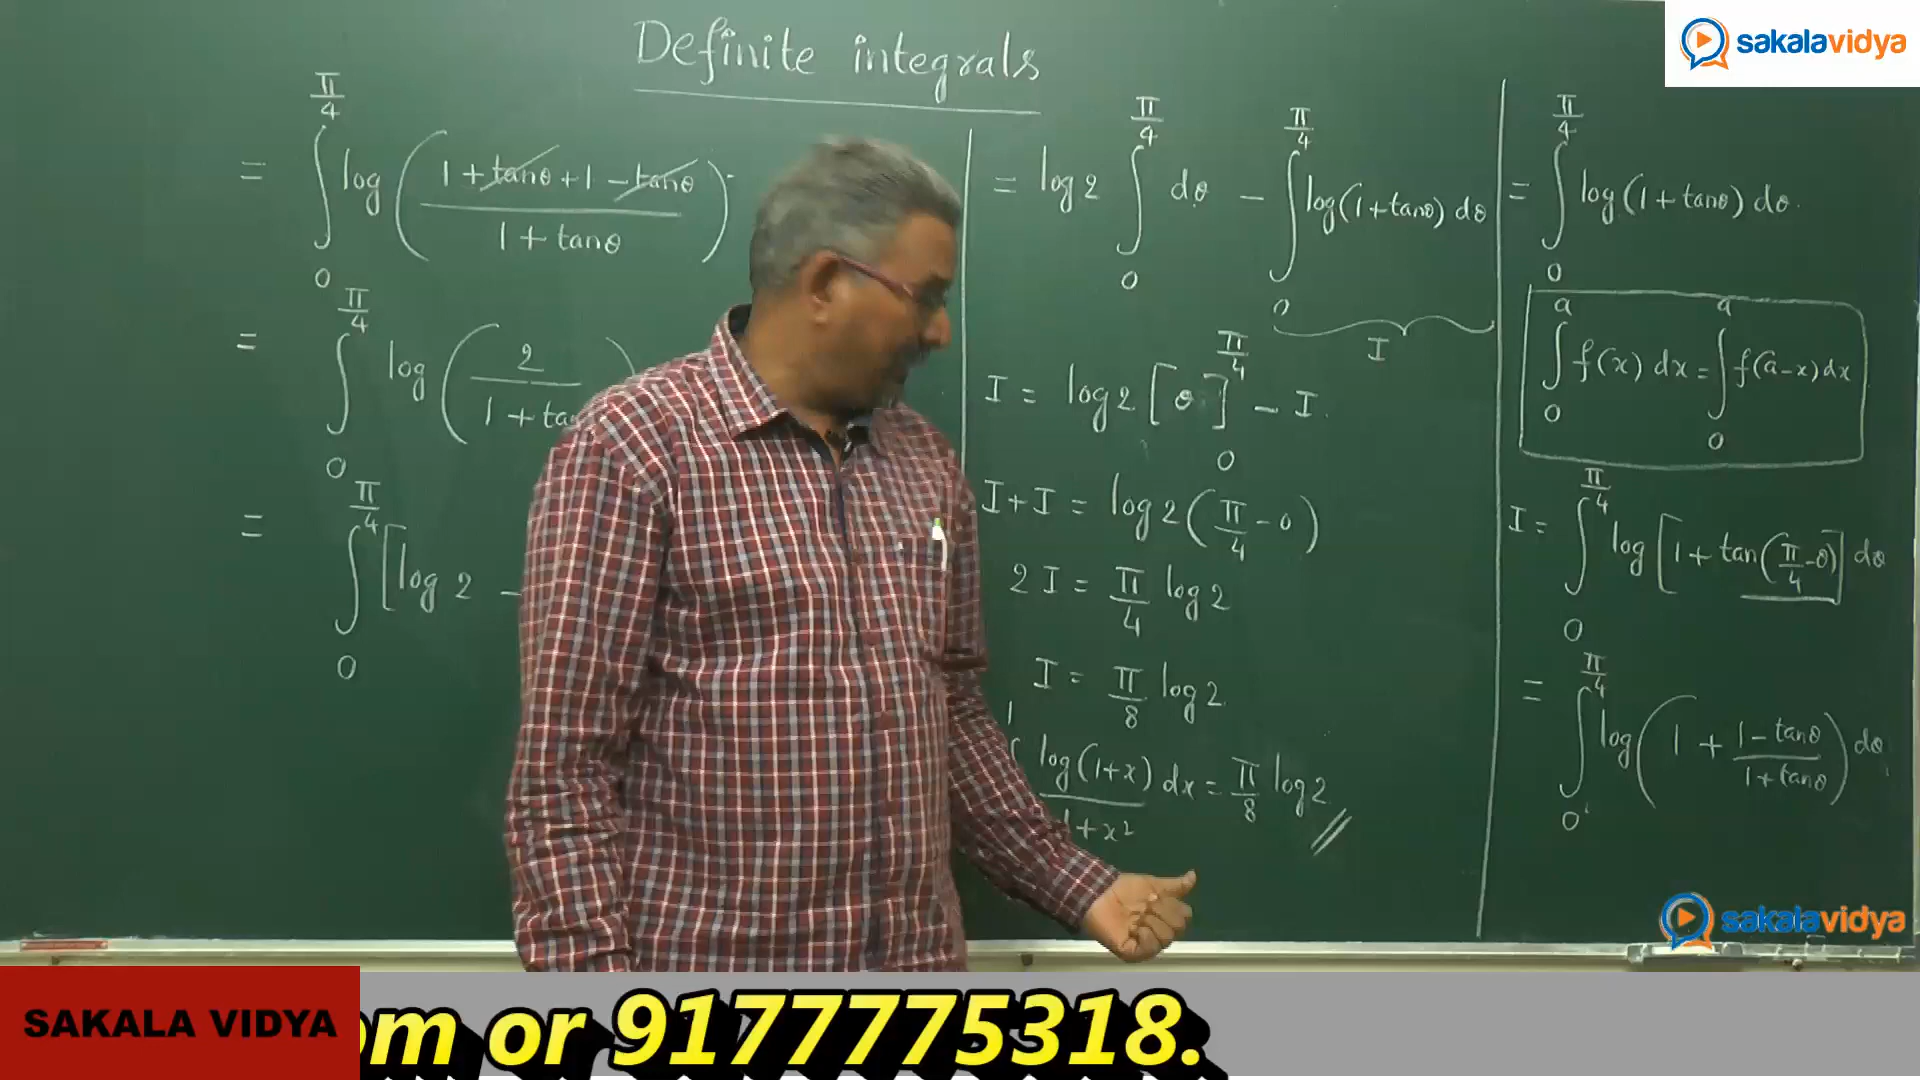 Definite integrals
= ∫₀^{π/4} log ( (1 + tanθ + 1 - tanθ) / (1 + tanθ) )
= ∫₀^{π/4} log ( 2 / (1 + tan
= ∫₀^{π/4} [ log 2 -
= log 2 ∫₀^{π/4} dθ - ∫₀^{π/4} log(1+tanθ) dθ
I
I = log 2 [θ]₀^{π/4} - I.
I + I = log 2 (π/4 - 0)
2 I = π/4 log 2
I = π/8 log 2
log(1+x) / 1+x² dx = π/8 log 2
= ∫₀^{π/4} log(1 + tanθ) dθ.
∫₀^a f(x) dx = ∫₀^a f(a-x) dx
I = ∫₀^{π/4} log [1 + tan(π/4 - θ)] dθ
= ∫₀^{π/4} log ( 1 + (1 - tanθ) / (1 + tanθ) ) dθ
sakalavidya
sakalavidya
SAKALA VIDYA
om or 9177775318.